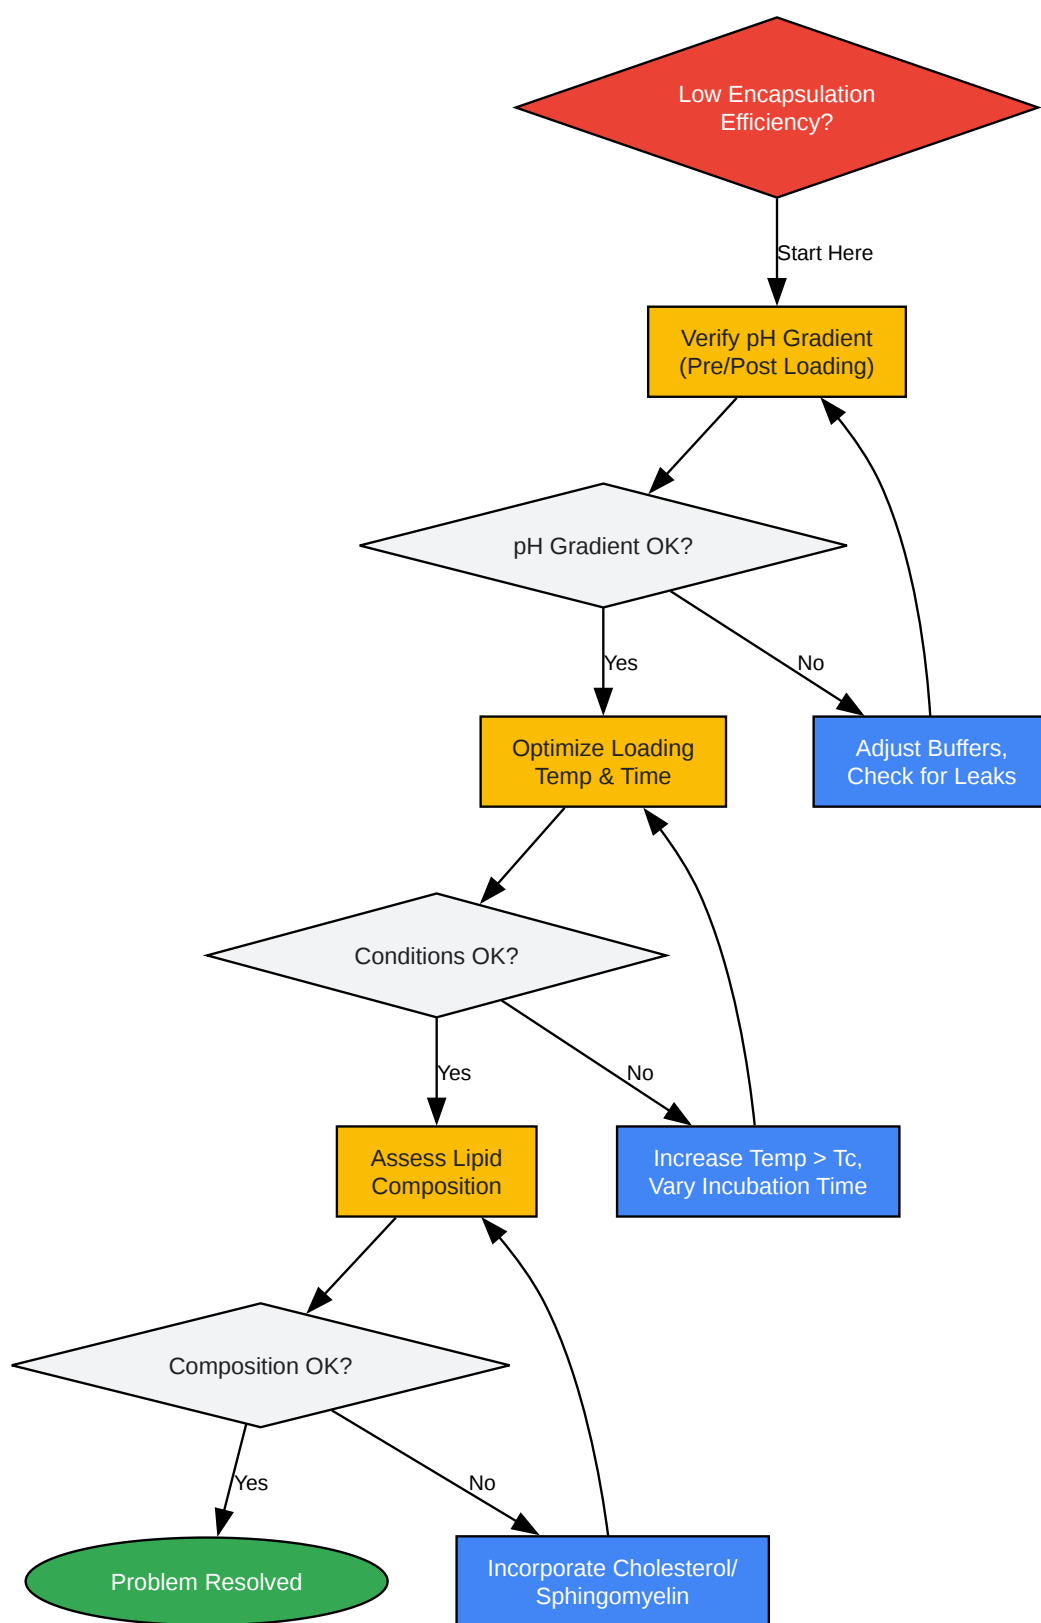 Low Encapsulation
Efficiency?
Start Here
Verify pH Gradient
(Pre/Post Loading)
pH Gradient OK?
Yes
No
Optimize Loading
Temp & Time
Adjust Buffers,
Check for Leaks
Conditions OK?
Yes
No
Assess Lipid
Composition
Increase Temp > Tc,
Vary Incubation Time
Composition OK?
Yes
No
Problem Resolved
Incorporate Cholesterol/
Sphingomyelin